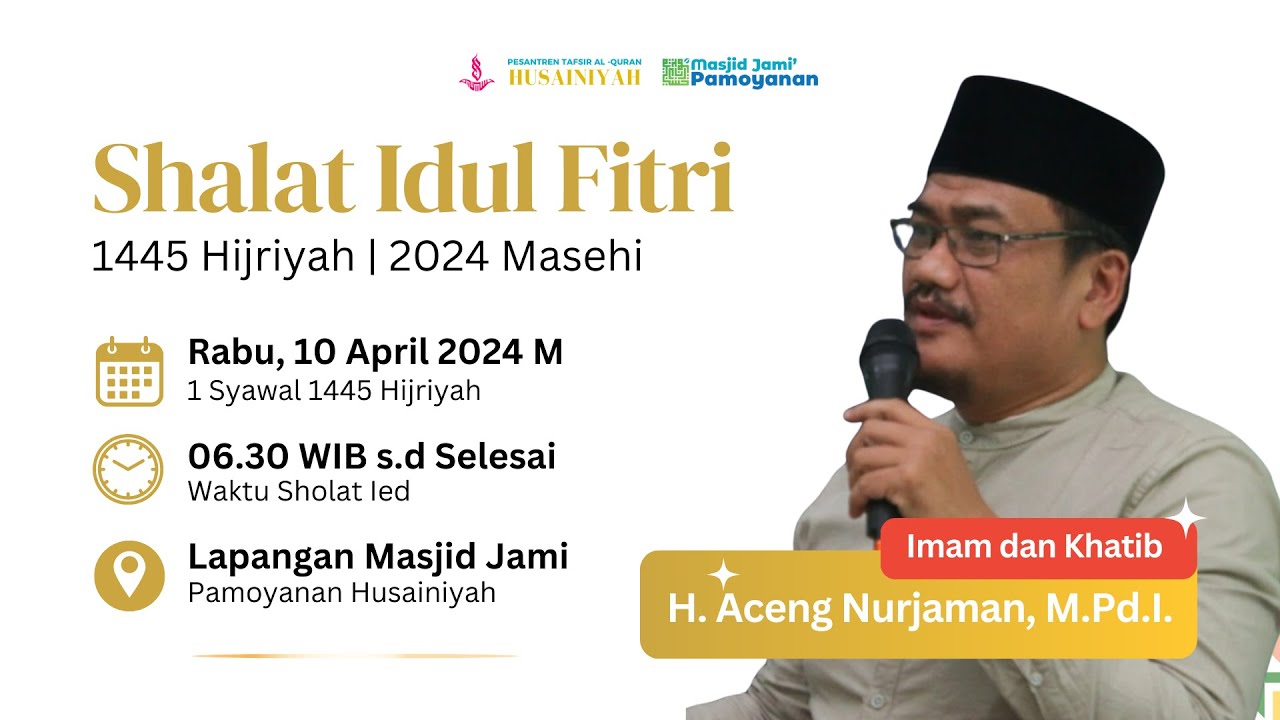 PESANTREN TAFSIR AL -QURAN
HUSAINIYAH
Masjid Jami'
Pamoyanan
Shalat Idul Fitri
1445 Hijriyah | 2024 Masehi
Rabu, 10 April 2024 M
1 Syawal 1445 Hijriyah
06.30 WIB s.d Selesai
Waktu Sholat Ied
Lapangan Masjid Jami
Pamoyanan Husainiyah
Imam dan Khatib
H. Aceng Nurjaman, M.Pd.I.